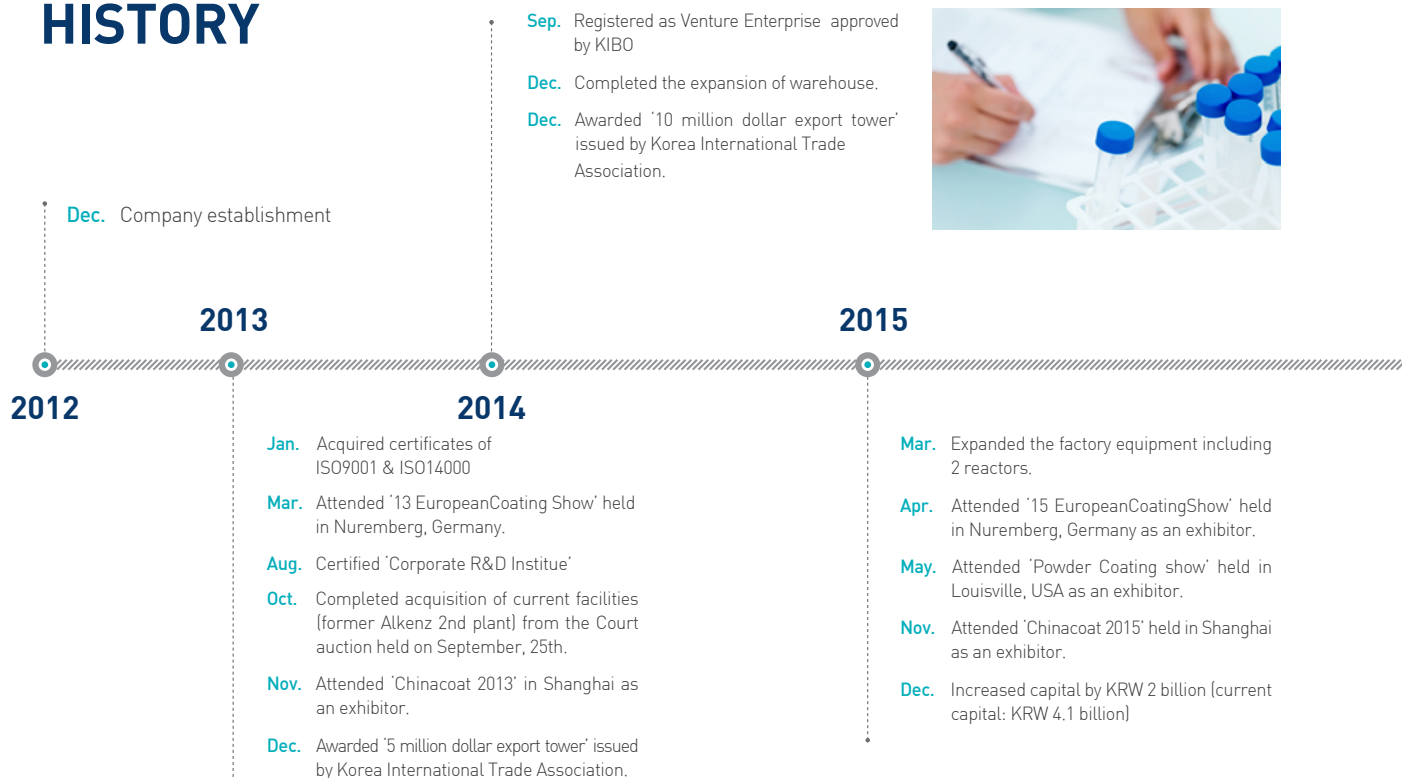 HISTORY
Dec. Company establishment
2012
2013
Jan. Acquired certificates of
ISO9001 & ISO14000
Mar. Attended ‘13 EuropeanCoating Show’ held
in Nuremberg, Germany.
Aug. Certified ‘Corporate R&D Institue’
Oct. Completed acquisition of current facilities
(former Alkenz 2nd plant) from the Court
auction held on September, 25th.
Nov. Attended ‘Chinacoat 2013’ in Shanghai as
an exhibitor.
Dec. Awarded ‘5 million dollar export tower’ issued
by Korea International Trade Association.
Sep. Registered as Venture Enterprise approved
by KIBO
Dec. Completed the expansion of warehouse.
Dec. Awarded ‘10 million dollar export tower’
issued by Korea International Trade
Association.
2014
2015
Mar. Expanded the factory equipment including
2 reactors.
Apr. Attended ‘15 EuropeanCoatingShow’ held
in Nuremberg, Germany as an exhibitor.
May. Attended ‘Powder Coating show’ held in
Louisville, USA as an exhibitor.
Nov. Attended ‘Chinacoat 2015’ held in Shanghai
as an exhibitor.
Dec. Increased capital by KRW 2 billion (current
capital: KRW 4.1 billion)